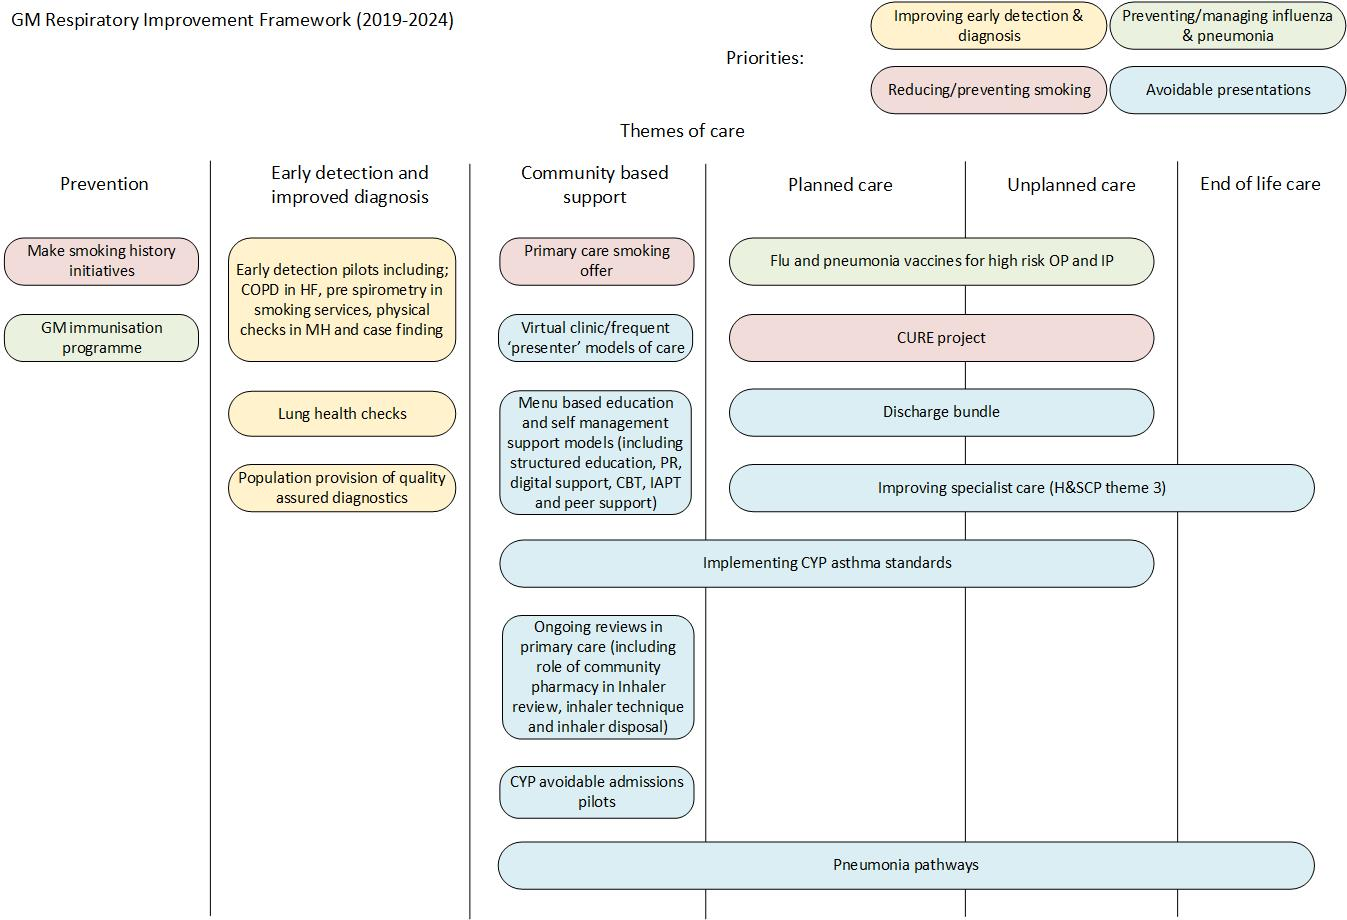 GM Respiratory Improvement Framework (2019-2024)
Priorities:
Improving early detection &
diagnosis
Preventing/managing influenza
& pneumonia
Reducing/preventing smoking
Avoidable presentations
Themes of care
Prevention
Early detection and
improved diagnosis
Community based
support
Planned care
Unplanned care
End of life care
Make smoking history
initiatives
GM immunisation
programme
Early detection pilots including;
COPD in HF, pre spirometry in
smoking services, physical
checks in MH and case finding
Lung health checks
Population provision of quality
assured diagnostics
Primary care smoking
offer
Virtual clinic/frequent
‘presenter’ models of care
Menu based education
and self management
support models (including
structured education, PR,
digital support, CBT, IAPT
and peer support)
Flu and pneumonia vaccines for high risk OP and IP
CURE project
Discharge bundle
Improving specialist care (H&SCP theme 3)
Implementing CYP asthma standards
Ongoing reviews in
primary care (including
role of community
pharmacy in Inhaler
review, inhaler technique
and inhaler disposal)
CYP avoidable admissions
pilots
Pneumonia pathways